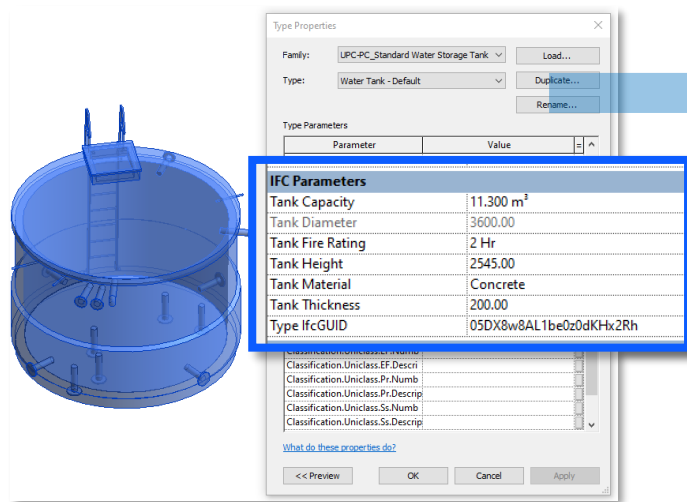 Type Properties
Family: UPC-PC_Standard Water Storage Tank Load...
Type: Water Tank - Default Duplicate...
Rename...
Type Parameters
Parameter Value =
IFC Parameters
Tank Capacity 11.300 m³
Tank Diameter 3600.00
Tank Fire Rating 2 Hr
Tank Height 2545.00
Tank Material Concrete
Tank Thickness 200.00
Type IfcGUID 05DX8w8AL1be0z0dKHx2Rh
Classification.Uniclass.EF.Numb
Classification.Uniclass.EF.Descri
Classification.Uniclass.Pr.Numb
Classification.Uniclass.Pr.Descrip
Classification.Uniclass.Ss.Numb
Classification.Uniclass.Ss.Descrip
What do these properties do?
<< Preview OK Cancel Apply